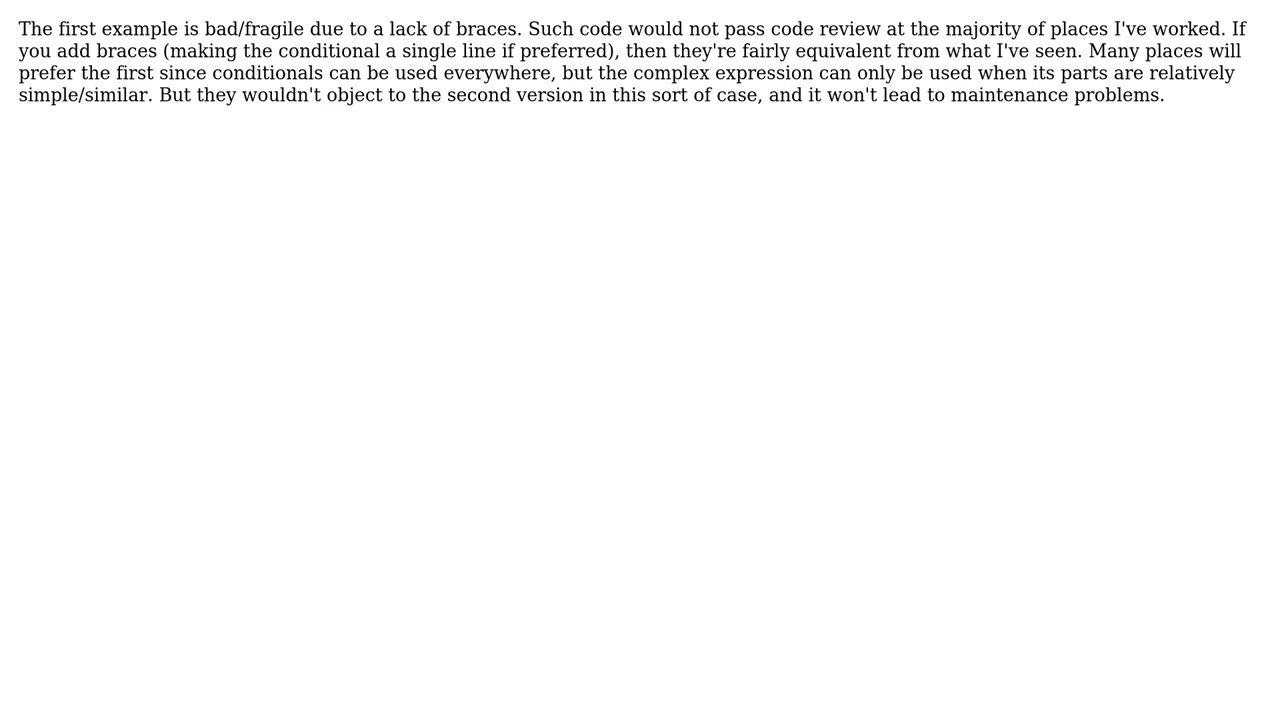 The first example is bad/fragile due to a lack of braces. Such code would not pass code review at the majority of places I've worked. If
you add braces (making the conditional a single line if preferred), then they're fairly equivalent from what I've seen. Many places will
prefer the first since conditionals can be used everywhere, but the complex expression can only be used when its parts are relatively
simple/similar. But they wouldn't object to the second version in this sort of case, and it won't lead to maintenance problems.